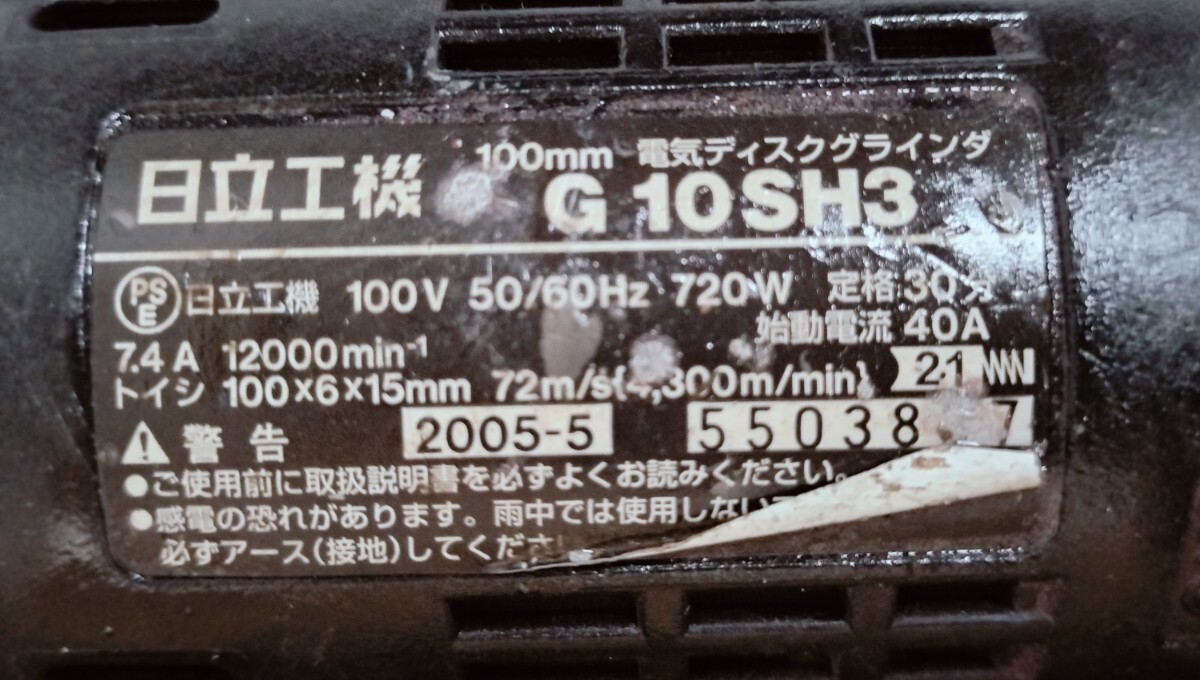 100mm 電気ディスクグラインダ
日立工機 G 10SH3
PSE 日立工機 100V 50/60Hz 720W 定格 30分
始動電流 40A
7.4A 12000min-1
トイシ 100×6×15mm 72m/s{4,300m/min} 21
警告 2005-5 55038 7
●ご使用前に取扱説明書を必ずよくお読みください。
●感電の恐れがあります。雨中では使用しない
必ずアース(接地)してくださ